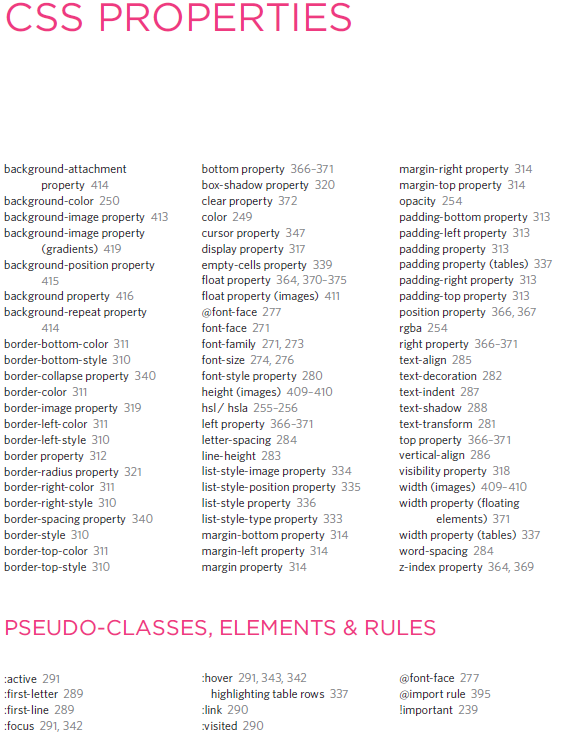 CSS PROPERTIES
background-attachment
property 414
background-color 250
background-image property 413
background-image property
(gradients) 419
background-position property
415
background property 416
background-repeat property
414
border-bottom-color 311
border-bottom-style 310
border-collapse property 340
border-color 311
border-image property 319
border-left-color 311
border-left-style 310
border property 312
border-radius property 321
border-right-color 311
border-right-style 310
border-spacing property 340
border-style 310
border-top-color 311
border-top-style 310
bottom property 366-371
box-shadow property 320
clear property 372
color 249
cursor property 347
display property 317
empty-cells property 339
float property 364, 370-375
float property (images) 411
@font-face 277
font-face 271
font-family 271, 273
font-size 274, 276
font-style property 280
height (images) 409-410
hsl/ hsla 255-256
left property 366-371
letter-spacing 284
line-height 283
list-style-image property 334
list-style-position property 335
list-style property 336
list-style-type property 333
margin-bottom property 314
margin-left property 314
margin property 314
margin-right property 314
margin-top property 314
opacity 254
padding-bottom property 313
padding-left property 313
padding property 313
padding property (tables) 337
padding-right property 313
padding-top property 313
position property 366, 367
rgba 254
right property 366-371
text-align 285
text-decoration 282
text-indent 287
text-shadow 288
text-transform 281
top property 366-371
vertical-align 286
visibility property 318
width (images) 409-410
width property (floating
elements) 371
width property (tables) 337
word-spacing 284
z-index property 364, 369
PSEUDO-CLASSES, ELEMENTS & RULES
:active 291
:first-letter 289
:first-line 289
:focus 291, 342
:hover 291, 343, 342
highlighting table rows 337
:link 290
:visited 290
@font-face 277
@import rule 395
!important 239